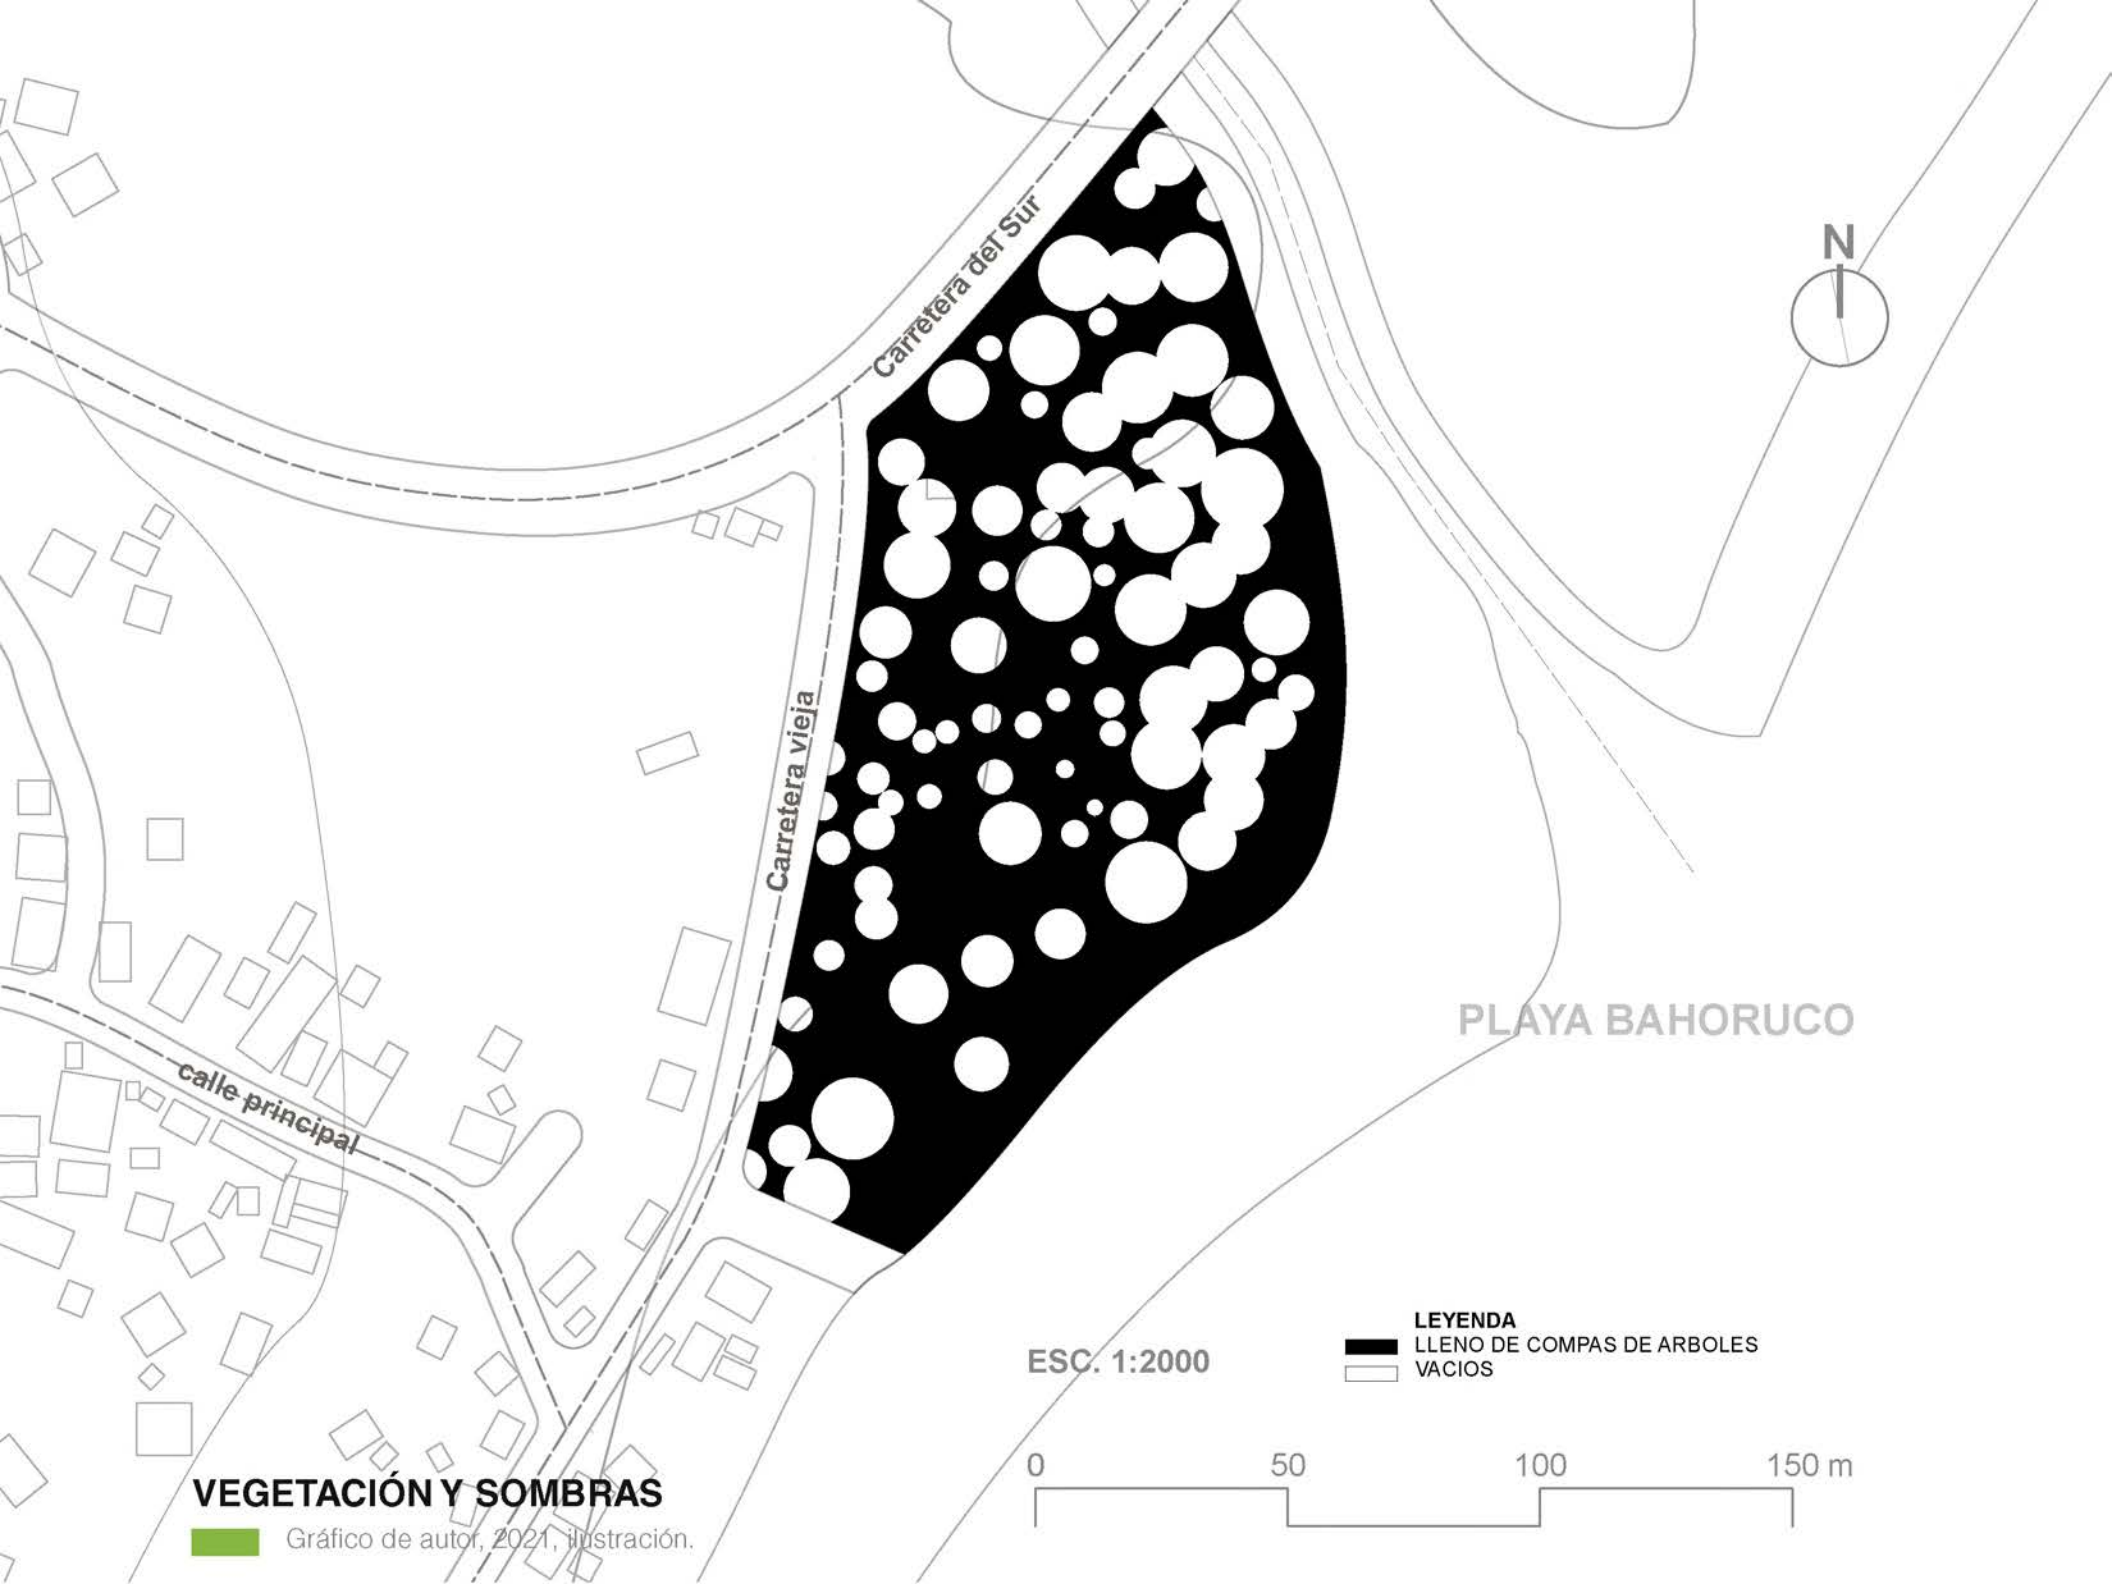 N
Carretera del Sur
Carretera vieja
calle principal
PLAYA BAHORUCO
ESC. 1:2000
LEYENDA
LLENO DE COMPAS DE ARBOLES
VACIOS
0 50 100 150 m
VEGETACIÓN Y SOMBRAS
Gráfico de autor, 2021, ilustración.